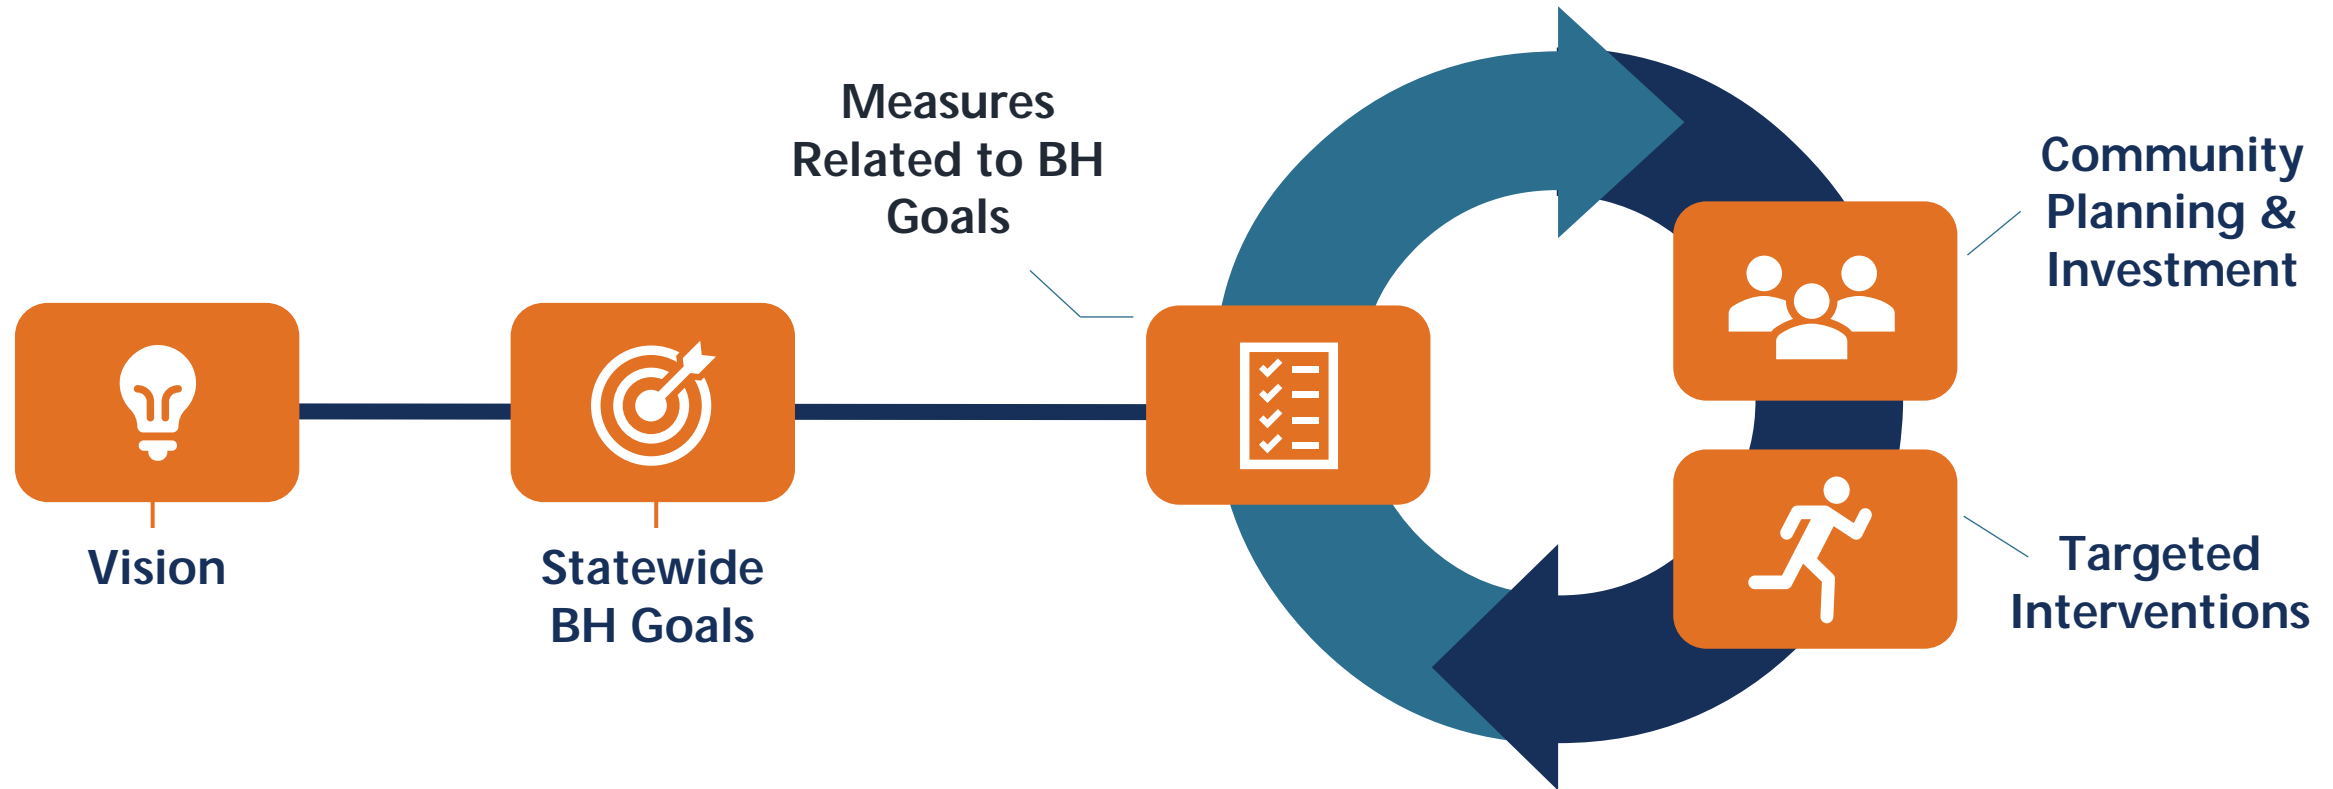 Measures
Related to BH
Goals
Community
Planning &
Investment
Vision
Statewide
BH Goals
Targeted
Interventions